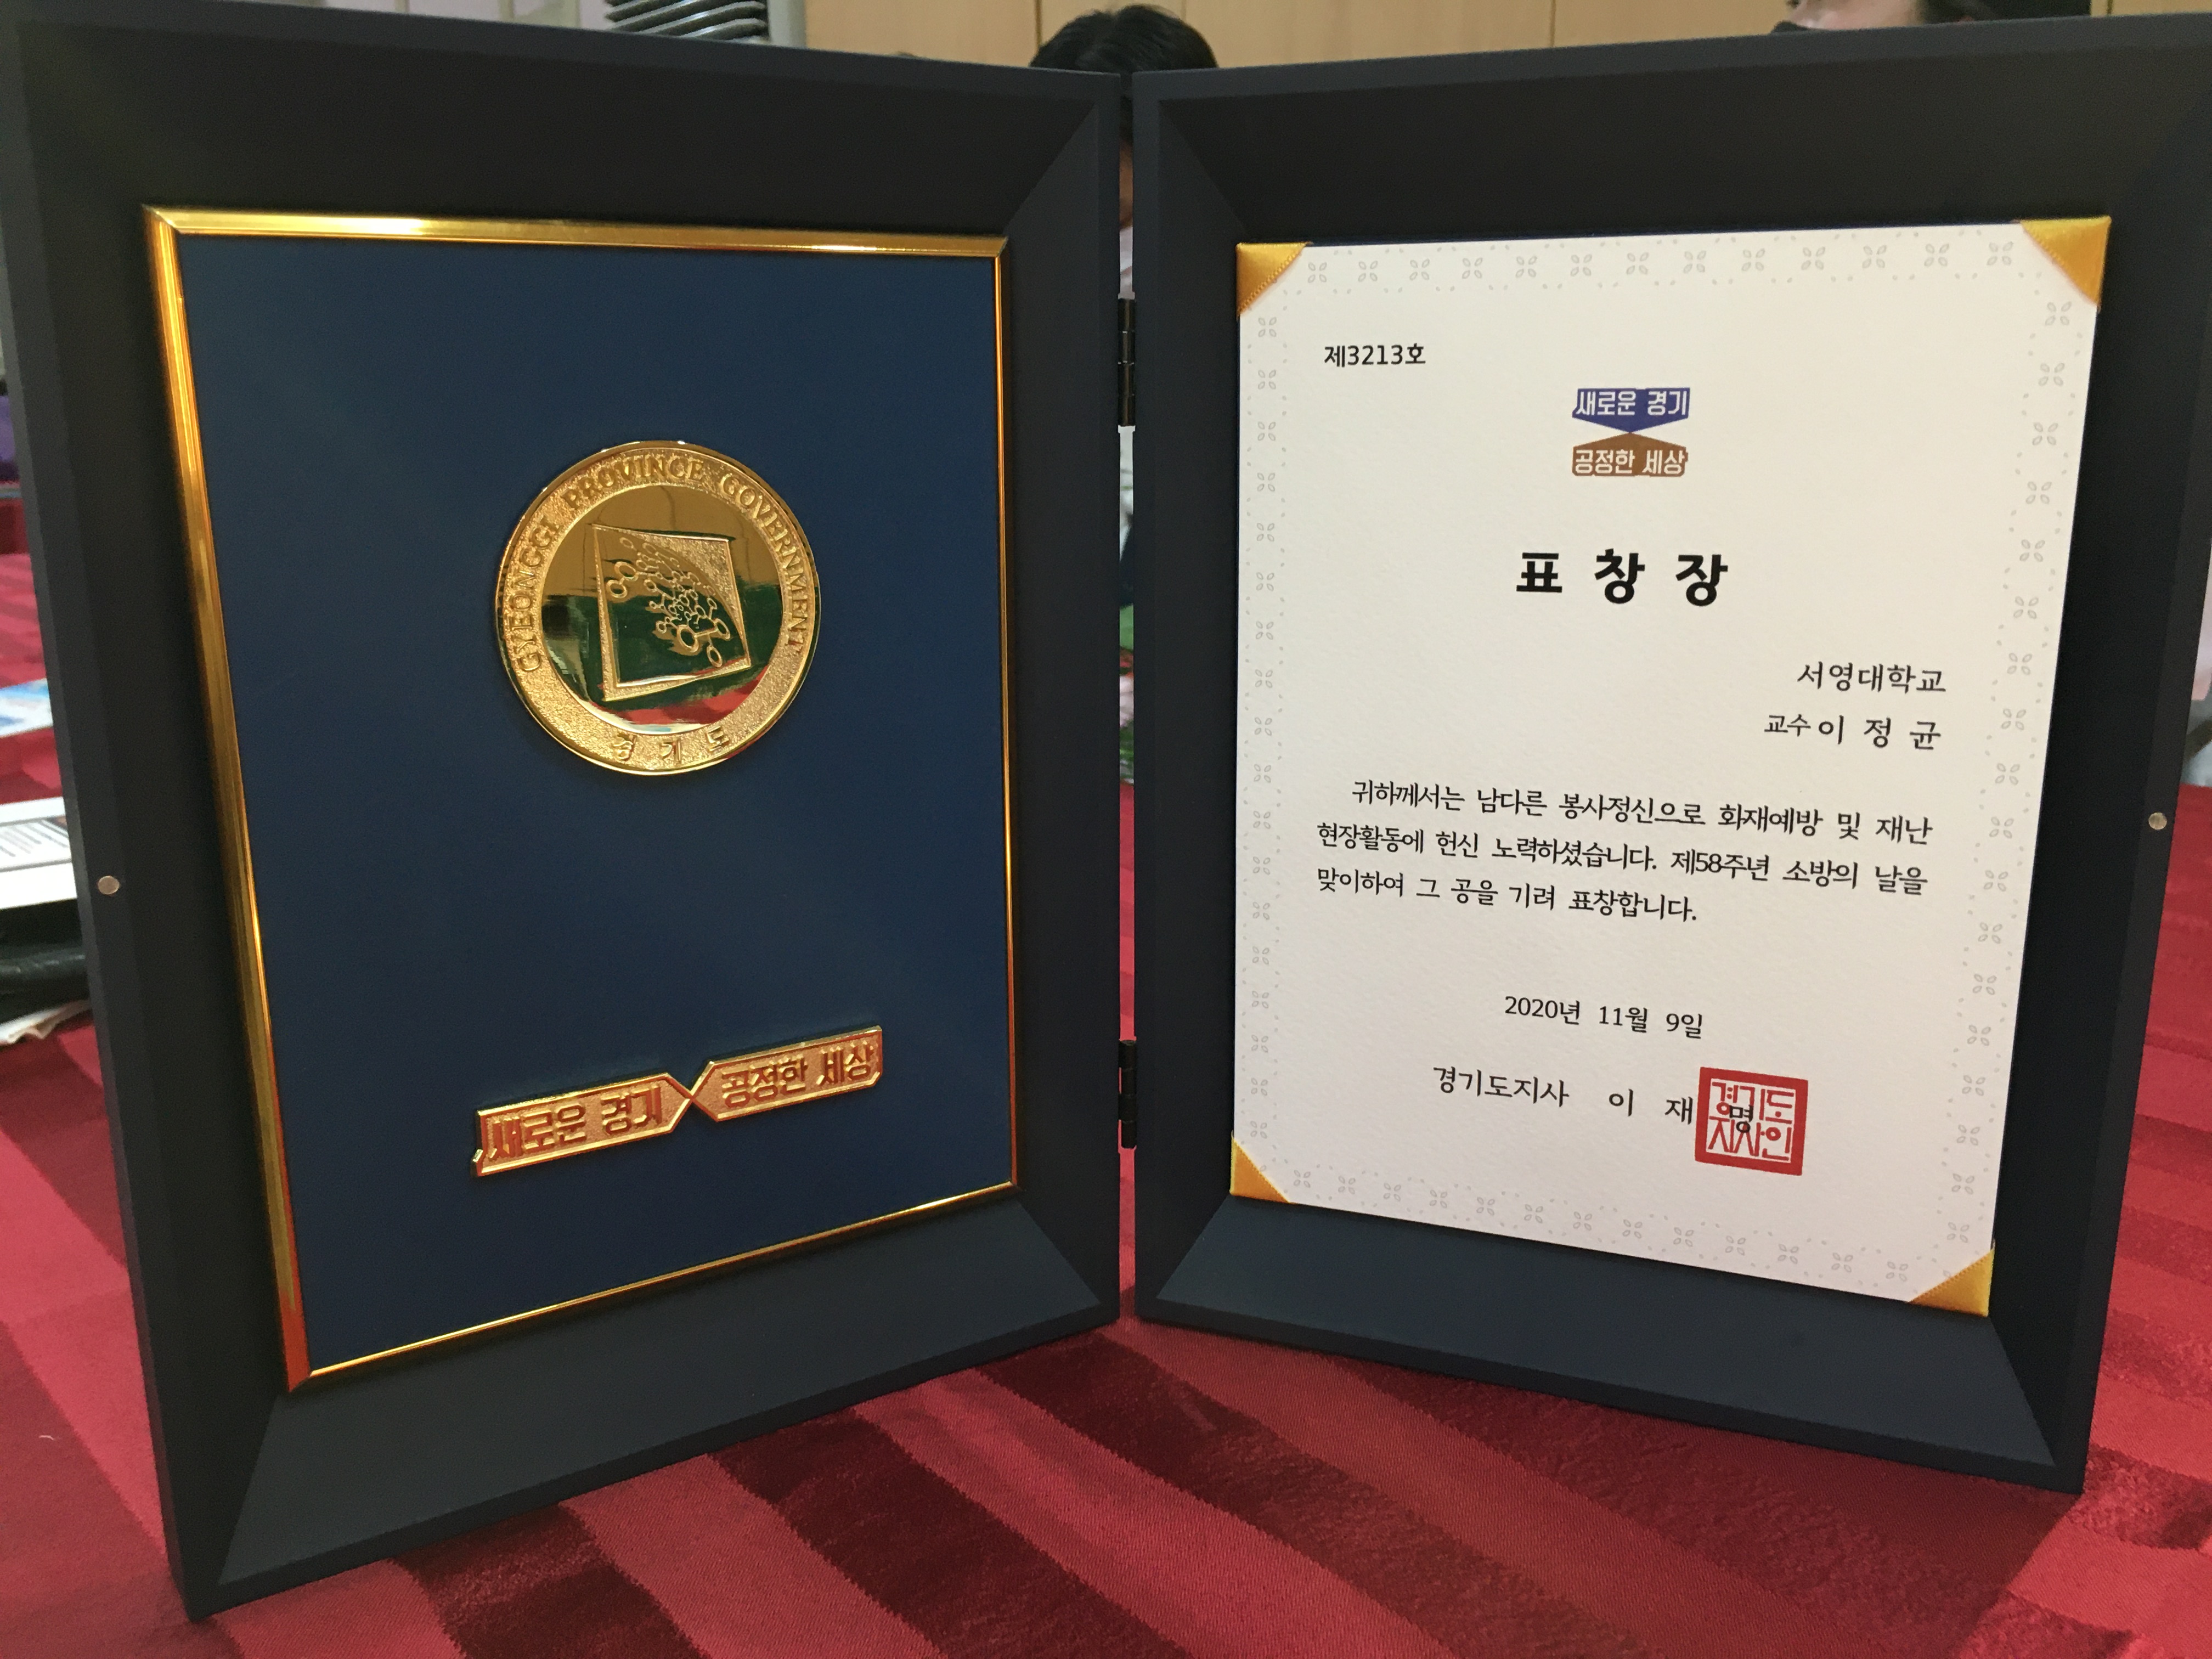 GYEONGGI PROVINCE GOVERNMENT
경기도
새로운 경기 공정한 세상
제3213호
새로운 경기
공정한 세상
표창장
서영대학교
교수 이 정 균
귀하께서는 남다른 봉사정신으로 화재예방 및 재난
현장활동에 헌신 노력하셨습니다. 제58주년 소방의 날을
맞이하여 그 공을 기려 표창합니다.
2020년 11월 9일
경기도지사 이 재 명
경기도
지사인